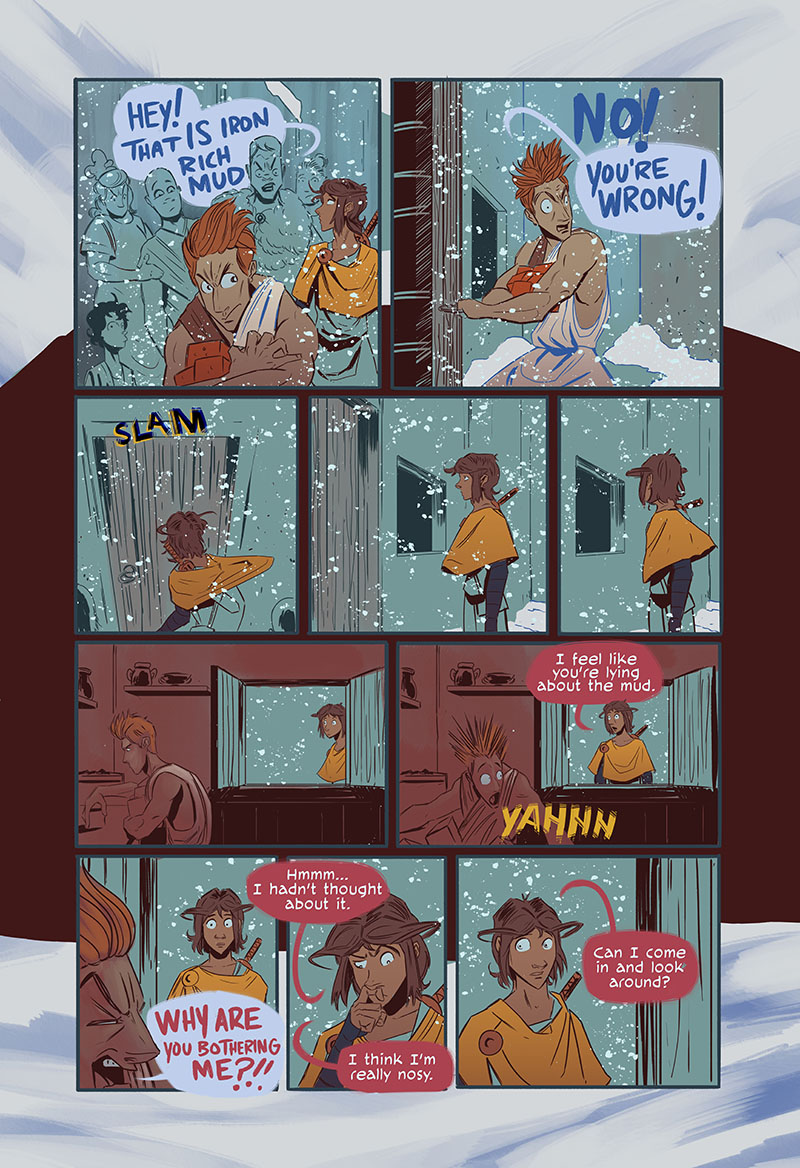 HEY!
THAT IS IRON
RICH
MUD
NO!
YOU'RE
WRONG!
SLAM
I feel like
you're lying
about the mud.
YAHHH
WHY ARE
YOU BOTHERING
ME?!!
Hmmm...
I hadn't thought
about it.
I think I'm
really nosy.
Can I come
in and look
around?